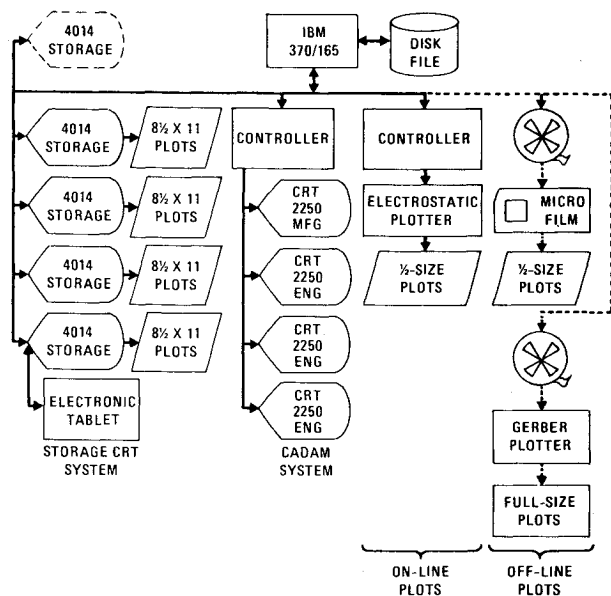 4014
STORAGE
IBM
370/165
DISK
FILE
4014
STORAGE
8½ X 11
PLOTS
4014
STORAGE
8½ X 11
PLOTS
4014
STORAGE
8½ X 11
PLOTS
4014
STORAGE
8½ X 11
PLOTS
ELECTRONIC
TABLET
STORAGE CRT
SYSTEM
CONTROLLER
CRT
2250
MFG
CRT
2250
ENG
CRT
2250
ENG
CRT
2250
ENG
CADAM
SYSTEM
CONTROLLER
ELECTROSTATIC
PLOTTER
½-SIZE
PLOTS
MICRO
FILM
½-SIZE
PLOTS
GERBER
PLOTTER
FULL-SIZE
PLOTS
ON-LINE
PLOTS
OFF-LINE
PLOTS